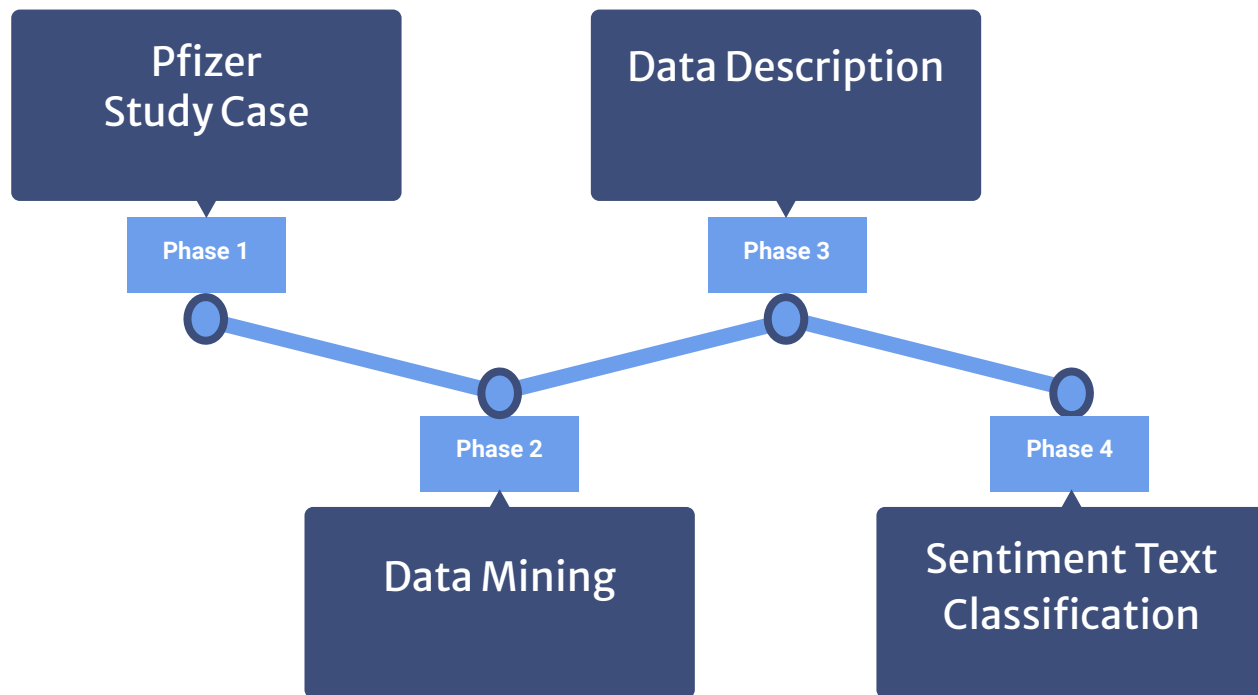 Pfizer
Study Case
Phase 1
Data Mining
Phase 2
Data Description
Phase 3
Sentiment Text
Classification
Phase 4